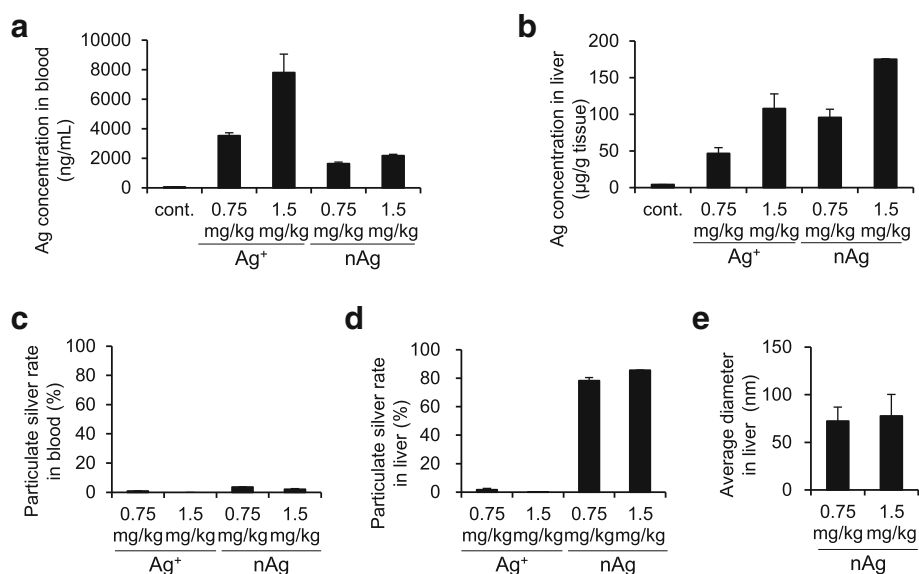 a
Ag concentration in blood
(ng/mL)
10000
8000
6000
4000
2000
0
cont.
0.75 1.5 0.75 1.5
mg/kg mg/kg mg/kg mg/kg
Ag⁺ nAg
b
Ag concentration in liver
(µg/g tissue)
200
150
100
50
0
cont.
0.75 1.5 0.75 1.5
mg/kg mg/kg mg/kg mg/kg
Ag⁺ nAg
c
Particulate silver rate
in blood (%)
100
80
60
40
20
0
0.75 1.5 0.75 1.5
mg/kg mg/kg mg/kg mg/kg
Ag⁺ nAg
d
Particulate silver rate
in liver (%)
100
80
60
40
20
0
0.75 1.5 0.75 1.5
mg/kg mg/kg mg/kg mg/kg
Ag⁺ nAg
e
Average diameter
in liver (nm)
150
100
50
0
0.75 1.5
mg/kg mg/kg
nAg